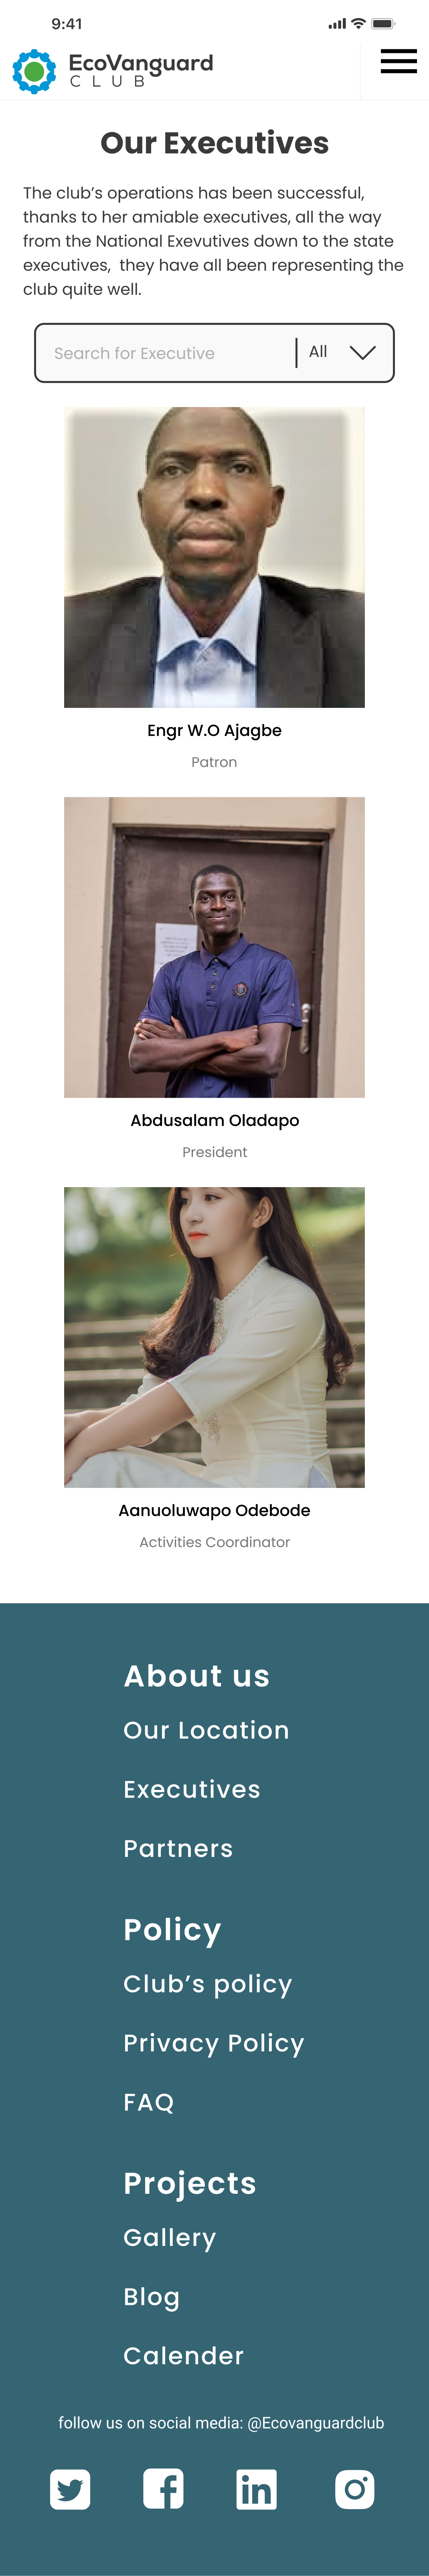 9:41
EcoVanguard
CLUB
Our Executives
The club's operations has been successful,
thanks to her amiable executives, all the way
from the National Exevutives down to the state
executives, they have all been representing the
club quite well.
Search for Executive
All
Engr W.O Ajagbe
Patron
Abdusalam Oladapo
President
Aanuoluwapo Odebode
Activities Coordinator
About us
Our Location
Executives
Partners
Policy
Club's policy
Privacy Policy
FAQ
Projects
Gallery
Blog
Calender
follow us on social media: @Ecovanguardclub